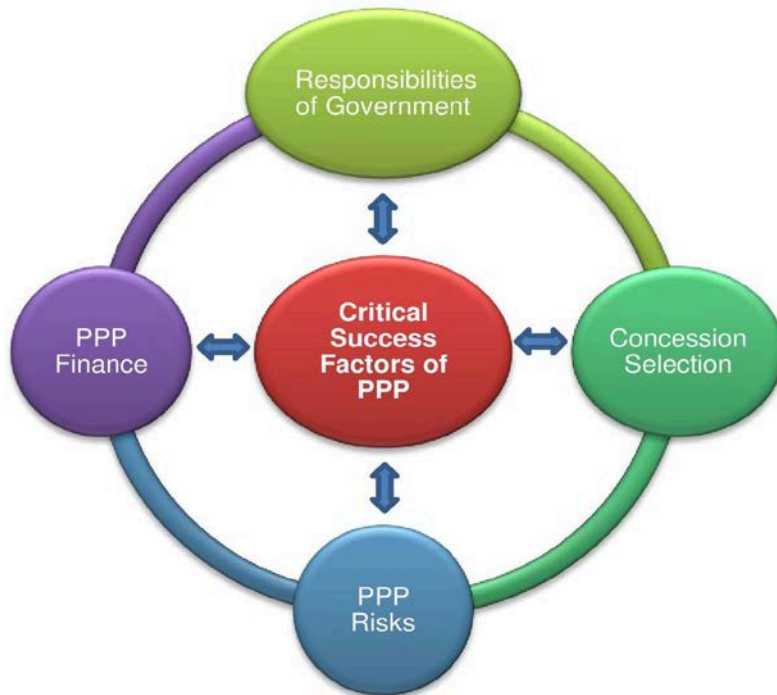 Responsibilities
of Government
PPP
Finance
Critical
Success
Factors of
PPP
Concession
Selection
PPP
Risks